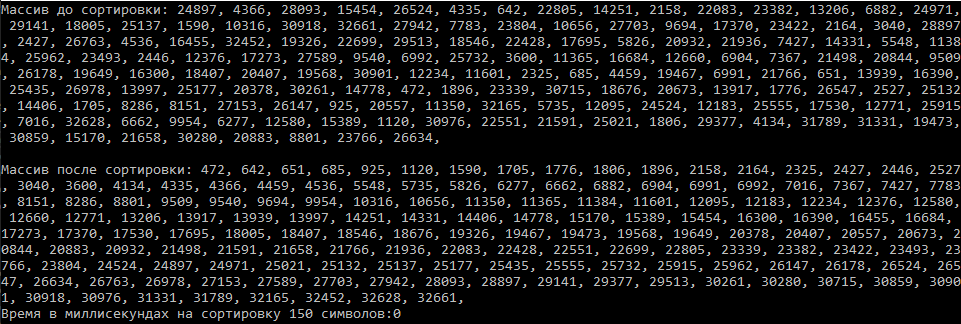 Массив до сортировки: 24897, 4366, 28093, 15454, 26524, 4335, 642, 22805, 14251, 2158, 22083, 23382, 13206, 6882, 24971,
 29141, 18005, 25137, 1590, 10316, 30918, 32661, 27942, 7783, 23804, 10656, 27703, 9694, 17370, 23422, 2164, 3040, 28897
, 2427, 26763, 4536, 16455, 32452, 19326, 22699, 29513, 18546, 22428, 17695, 5826, 20932, 21936, 7427, 14331, 5548, 1138
4, 25962, 23493, 2446, 12376, 17273, 27589, 9540, 6992, 25732, 3600, 11365, 16684, 12660, 6904, 7367, 21498, 20844, 9509
, 26178, 19649, 16300, 18407, 20407, 19568, 30901, 12234, 11601, 2325, 685, 4459, 19467, 6991, 21766, 651, 13939, 16390,
25435, 26978, 13997, 25177, 20378, 30261, 14778, 472, 1896, 23339, 30715, 18676, 20673, 13917, 1776, 26547, 2527, 25132
, 14406, 1705, 8286, 8151, 27153, 26147, 925, 20557, 11350, 32165, 5735, 12095, 24524, 12183, 25555, 17530, 12771, 25915
, 7016, 32628, 6662, 9954, 6277, 12580, 15389, 1120, 30976, 22551, 21591, 25021, 1806, 29377, 4134, 31789, 31331, 19473,
 30859, 15170, 21658, 30280, 20883, 8801, 23766, 26634,
Массив после сортировки: 472, 642, 651, 685, 925, 1120, 1590, 1705, 1776, 1806, 1896, 2158, 2164, 2325, 2427, 2446, 2527
, 3040, 3600, 4134, 4335, 4366, 4459, 4536, 5548, 5735, 5826, 6277, 6662, 6882, 6904, 6991, 6992, 7016, 7367, 7427, 7783
, 8151, 8286, 8801, 9509, 9540, 9694, 9954, 10316, 10656, 11350, 11365, 11384, 11601, 12095, 12183, 12234, 12376, 12580,
 12660, 12771, 13206, 13917, 13939, 13997, 14251, 14331, 14406, 14778, 15170, 15389, 15454, 16300, 16390, 16455, 16684,
17273, 17370, 17530, 17695, 18005, 18407, 18546, 18676, 19326, 19467, 19473, 19568, 19649, 20378, 20407, 20557, 20673, 2
0844, 20883, 20932, 21498, 21591, 21658, 21766, 21936, 22083, 22428, 22551, 22699, 22805, 23339, 23382, 23422, 23493, 23
766, 23804, 24524, 24897, 24971, 25021, 25132, 25137, 25177, 25435, 25555, 25732, 25915, 25962, 26147, 26178, 26524, 265
47, 26634, 26763, 26978, 27153, 27589, 27703, 27942, 28093, 28897, 29141, 29377, 29513, 30261, 30280, 30715, 30859, 3090
1, 30918, 30976, 31331, 31789, 32165, 32452, 32628, 32661,
Время в миллисекундах на сортировку 150 символов:0